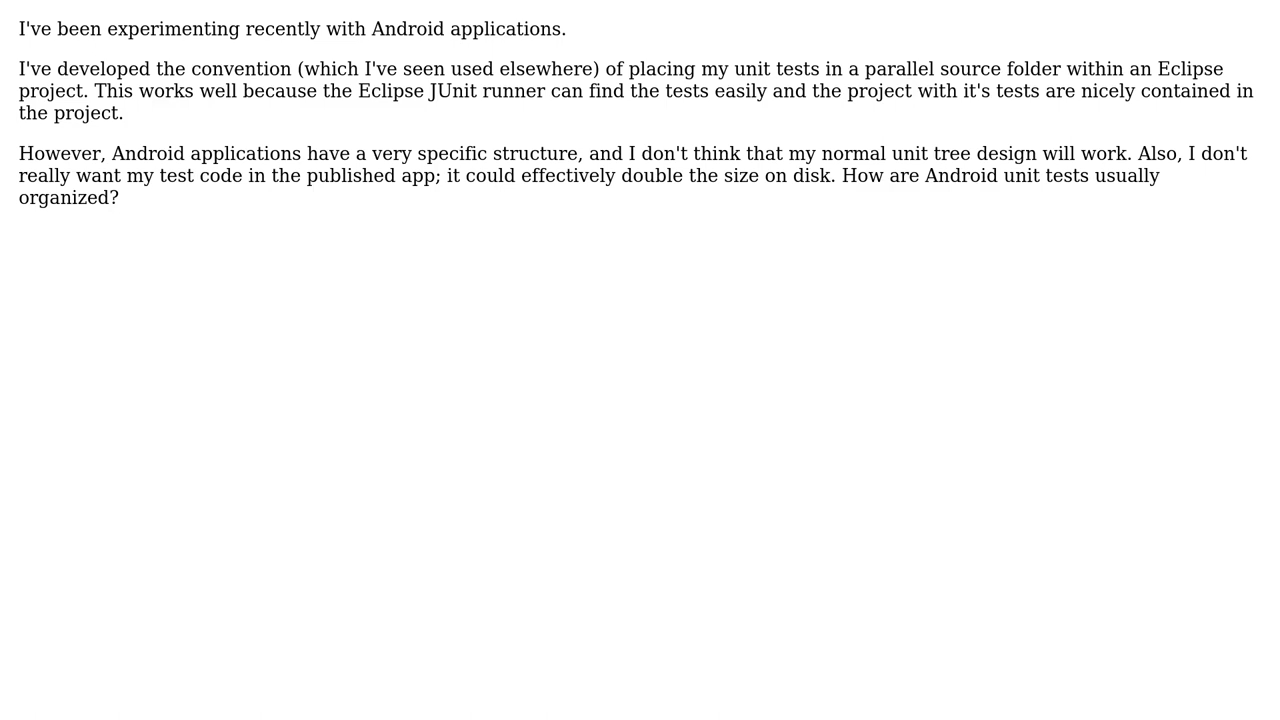 I've been experimenting recently with Android applications.
I've developed the convention (which I've seen used elsewhere) of placing my unit tests in a parallel source folder within an Eclipse
project. This works well because the Eclipse JUnit runner can find the tests easily and the project with it's tests are nicely contained in
the project.
However, Android applications have a very specific structure, and I don't think that my normal unit tree design will work. Also, I don't
really want my test code in the published app; it could effectively double the size on disk. How are Android unit tests usually
organized?